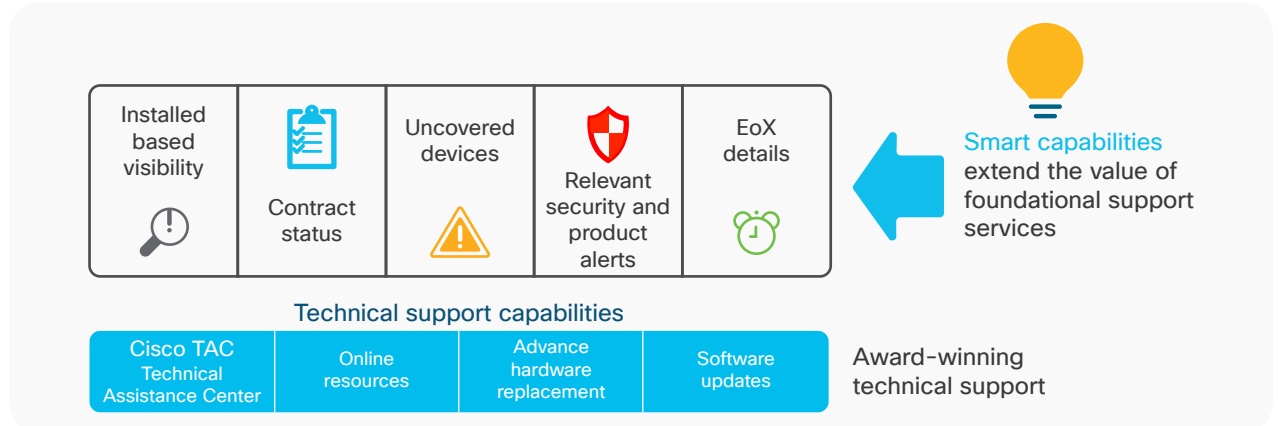 Installed
based
visibility
Contract
status
Uncovered
devices
Relevant
security and
product
alerts
EoX
details
Smart capabilities
extend the value of
foundational support
services
Technical support capabilities
Cisco TAC
Technical
Assistance Center
Online
resources
Advance
hardware
replacement
Software
updates
Award-winning
technical support